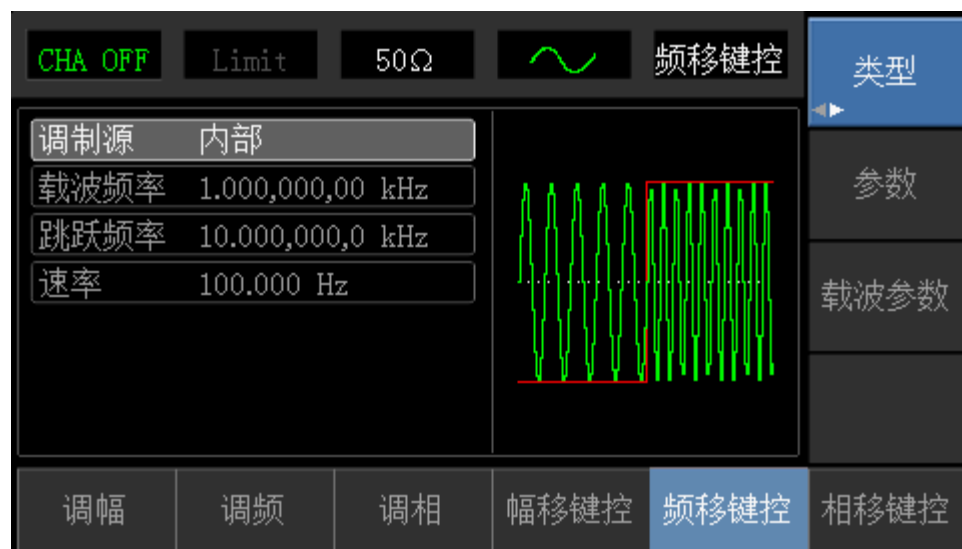 CHA OFF Limit 50Ω 频移键控 类型
调制源 内部
载波频率 1.000,000,00 kHz
跳跃频率 10.000,000,0 kHz
速率 100.000 Hz
参数
载波参数
调幅 调频 调相 幅移键控 频移键控 相移键控